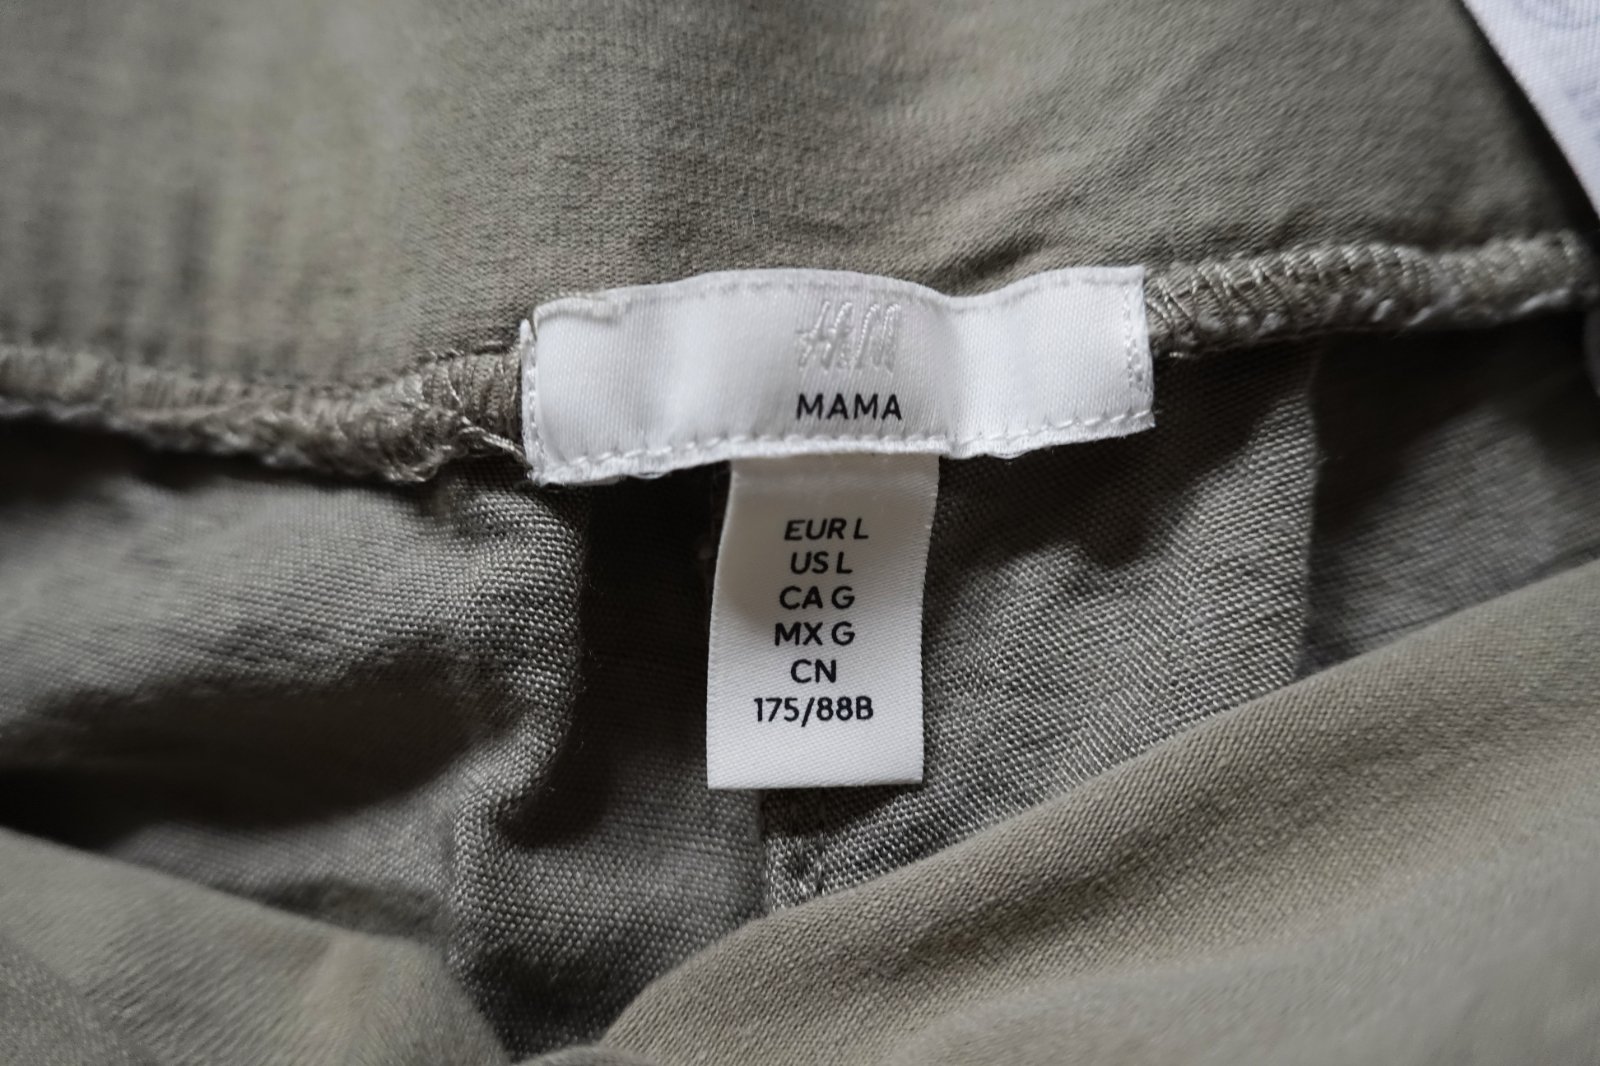 H&M
MAMA
EUR L
US L
CA G
MX G
CN
175/88B